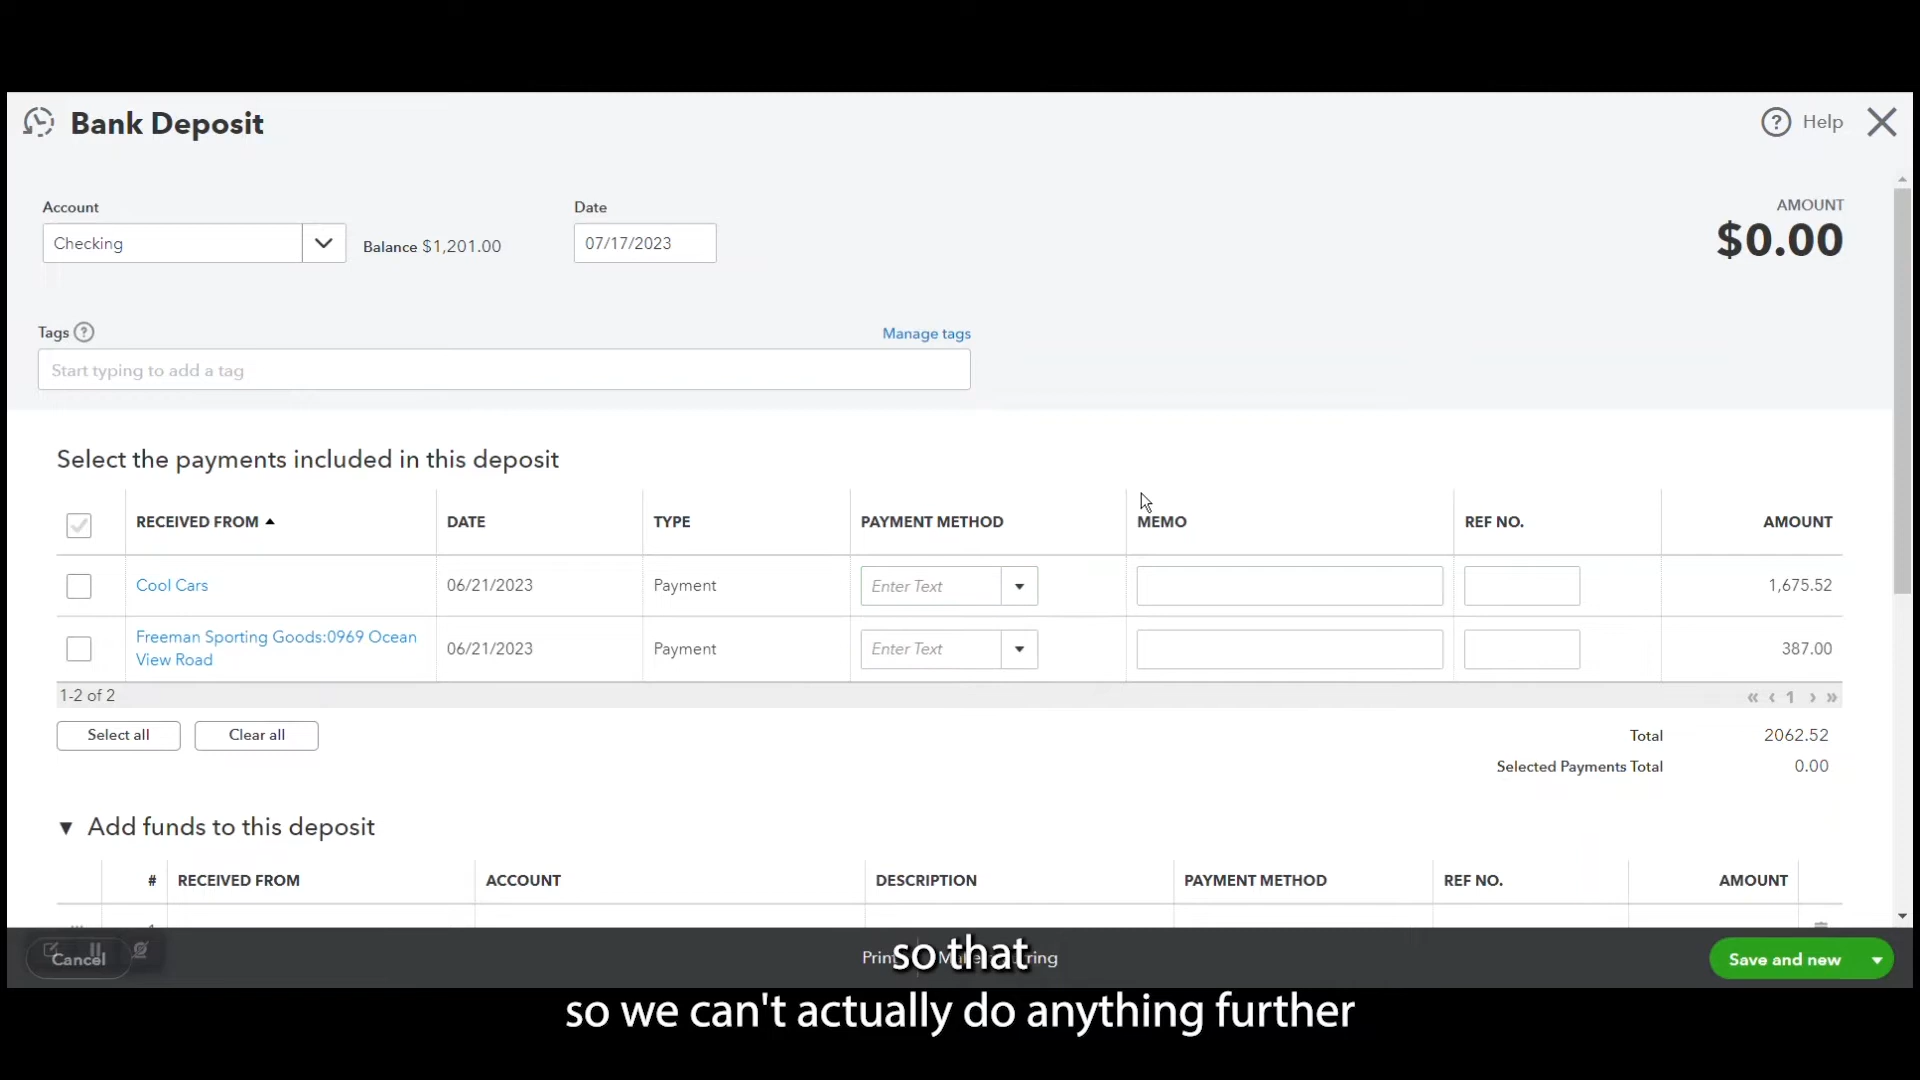 Bank Deposit
Help
Account
Date
AMOUNT
Checking
Balance $1,201.00
07/17/2023
$0.00
Tags
Manage tags
Start typing to add a tag
Select the payments included in this deposit
RECEIVED FROM DATE TYPE PAYMENT METHOD MEMO REF NO. AMOUNT
Cool Cars 06/21/2023 Payment Enter Text 1,675.52
Freeman Sporting Goods:0969 Ocean
View Road
06/21/2023 Payment Enter Text 387.00
1-2 of 2
« ‹ 1 › »
Select all Clear all
Total 2062.52
Selected Payments Total 0.00
Add funds to this deposit
# RECEIVED FROM ACCOUNT DESCRIPTION PAYMENT METHOD REF NO. AMOUNT
Cancel
Save and new
so that
so we can't actually do anything further